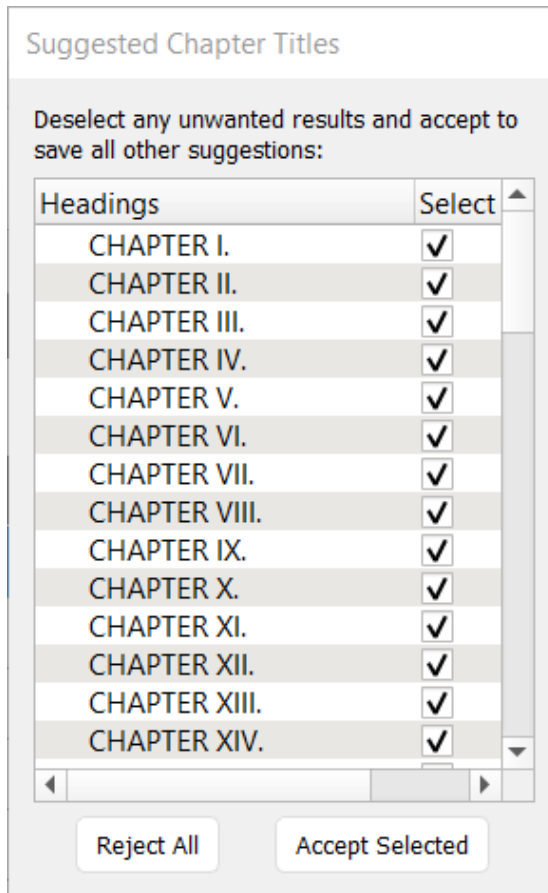 Suggested Chapter Titles
Deselect any unwanted results and accept to
save all other suggestions:
Headings Select
CHAPTER I.
CHAPTER II.
CHAPTER III.
CHAPTER IV.
CHAPTER V.
CHAPTER VI.
CHAPTER VII.
CHAPTER VIII.
CHAPTER IX.
CHAPTER X.
CHAPTER XI.
CHAPTER XII.
CHAPTER XIII.
CHAPTER XIV.
Reject All Accept Selected